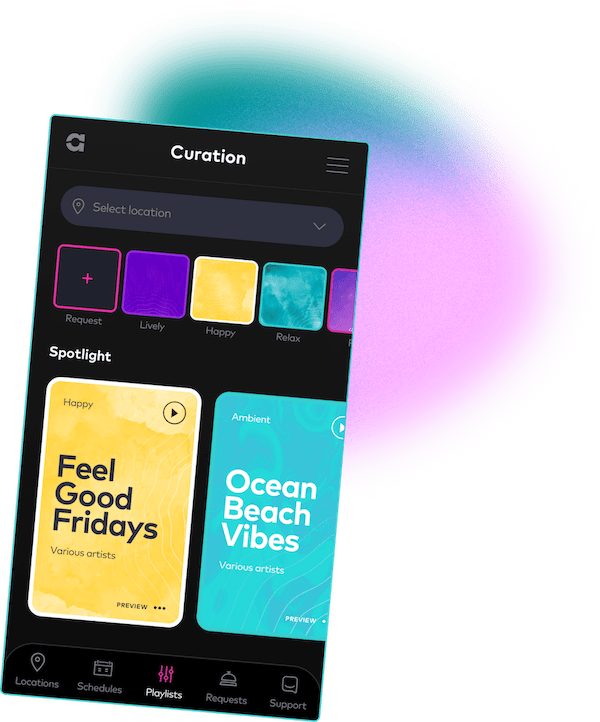 Curation
Select location
Request
Lively
Happy
Relax
Spotlight
Happy
Feel
Good
Fridays
Various artists
PREVIEW
Ambient
Ocean
Beach
Vibes
Various artists
PREVIEW
Locations
Schedules
Playlists
Requests
Support